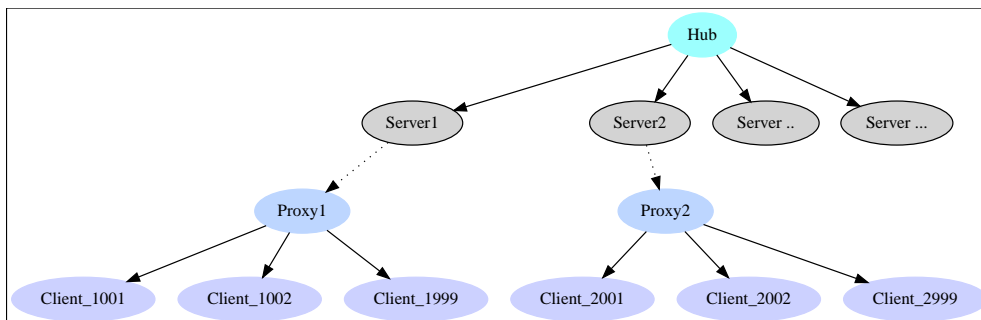 Hub
Server1
Server2
Server ..
Server ...
Proxy1
Proxy2
Client_1001
Client_1002
Client_1999
Client_2001
Client_2002
Client_2999